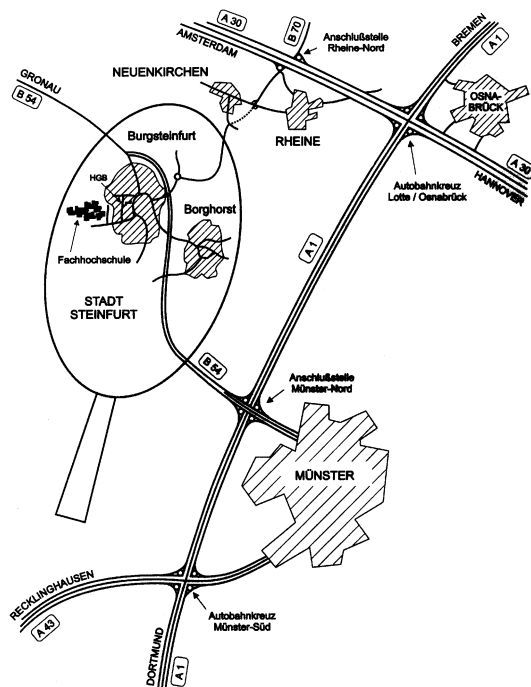 A 30
AMSTERDAM
B 70
Anschlußstelle
Rheine-Nord
BREMEN
A 1
GRONAU
B 54
NEUENKIRCHEN
RHEINE
OSNA-
BRÜCK
A 30
HANNOVER
Autobahnkreuz
Lotte / Osnabrück
Burgsteinfurt
HGB
Borghorst
Fachhochschule
A 1
STADT
STEINFURT
B 54
Anschlußstelle
Münster-Nord
MÜNSTER
RECKLINGHAUSEN
A 43
Autobahnkreuz
Münster-Süd
DORTMUND
A 1